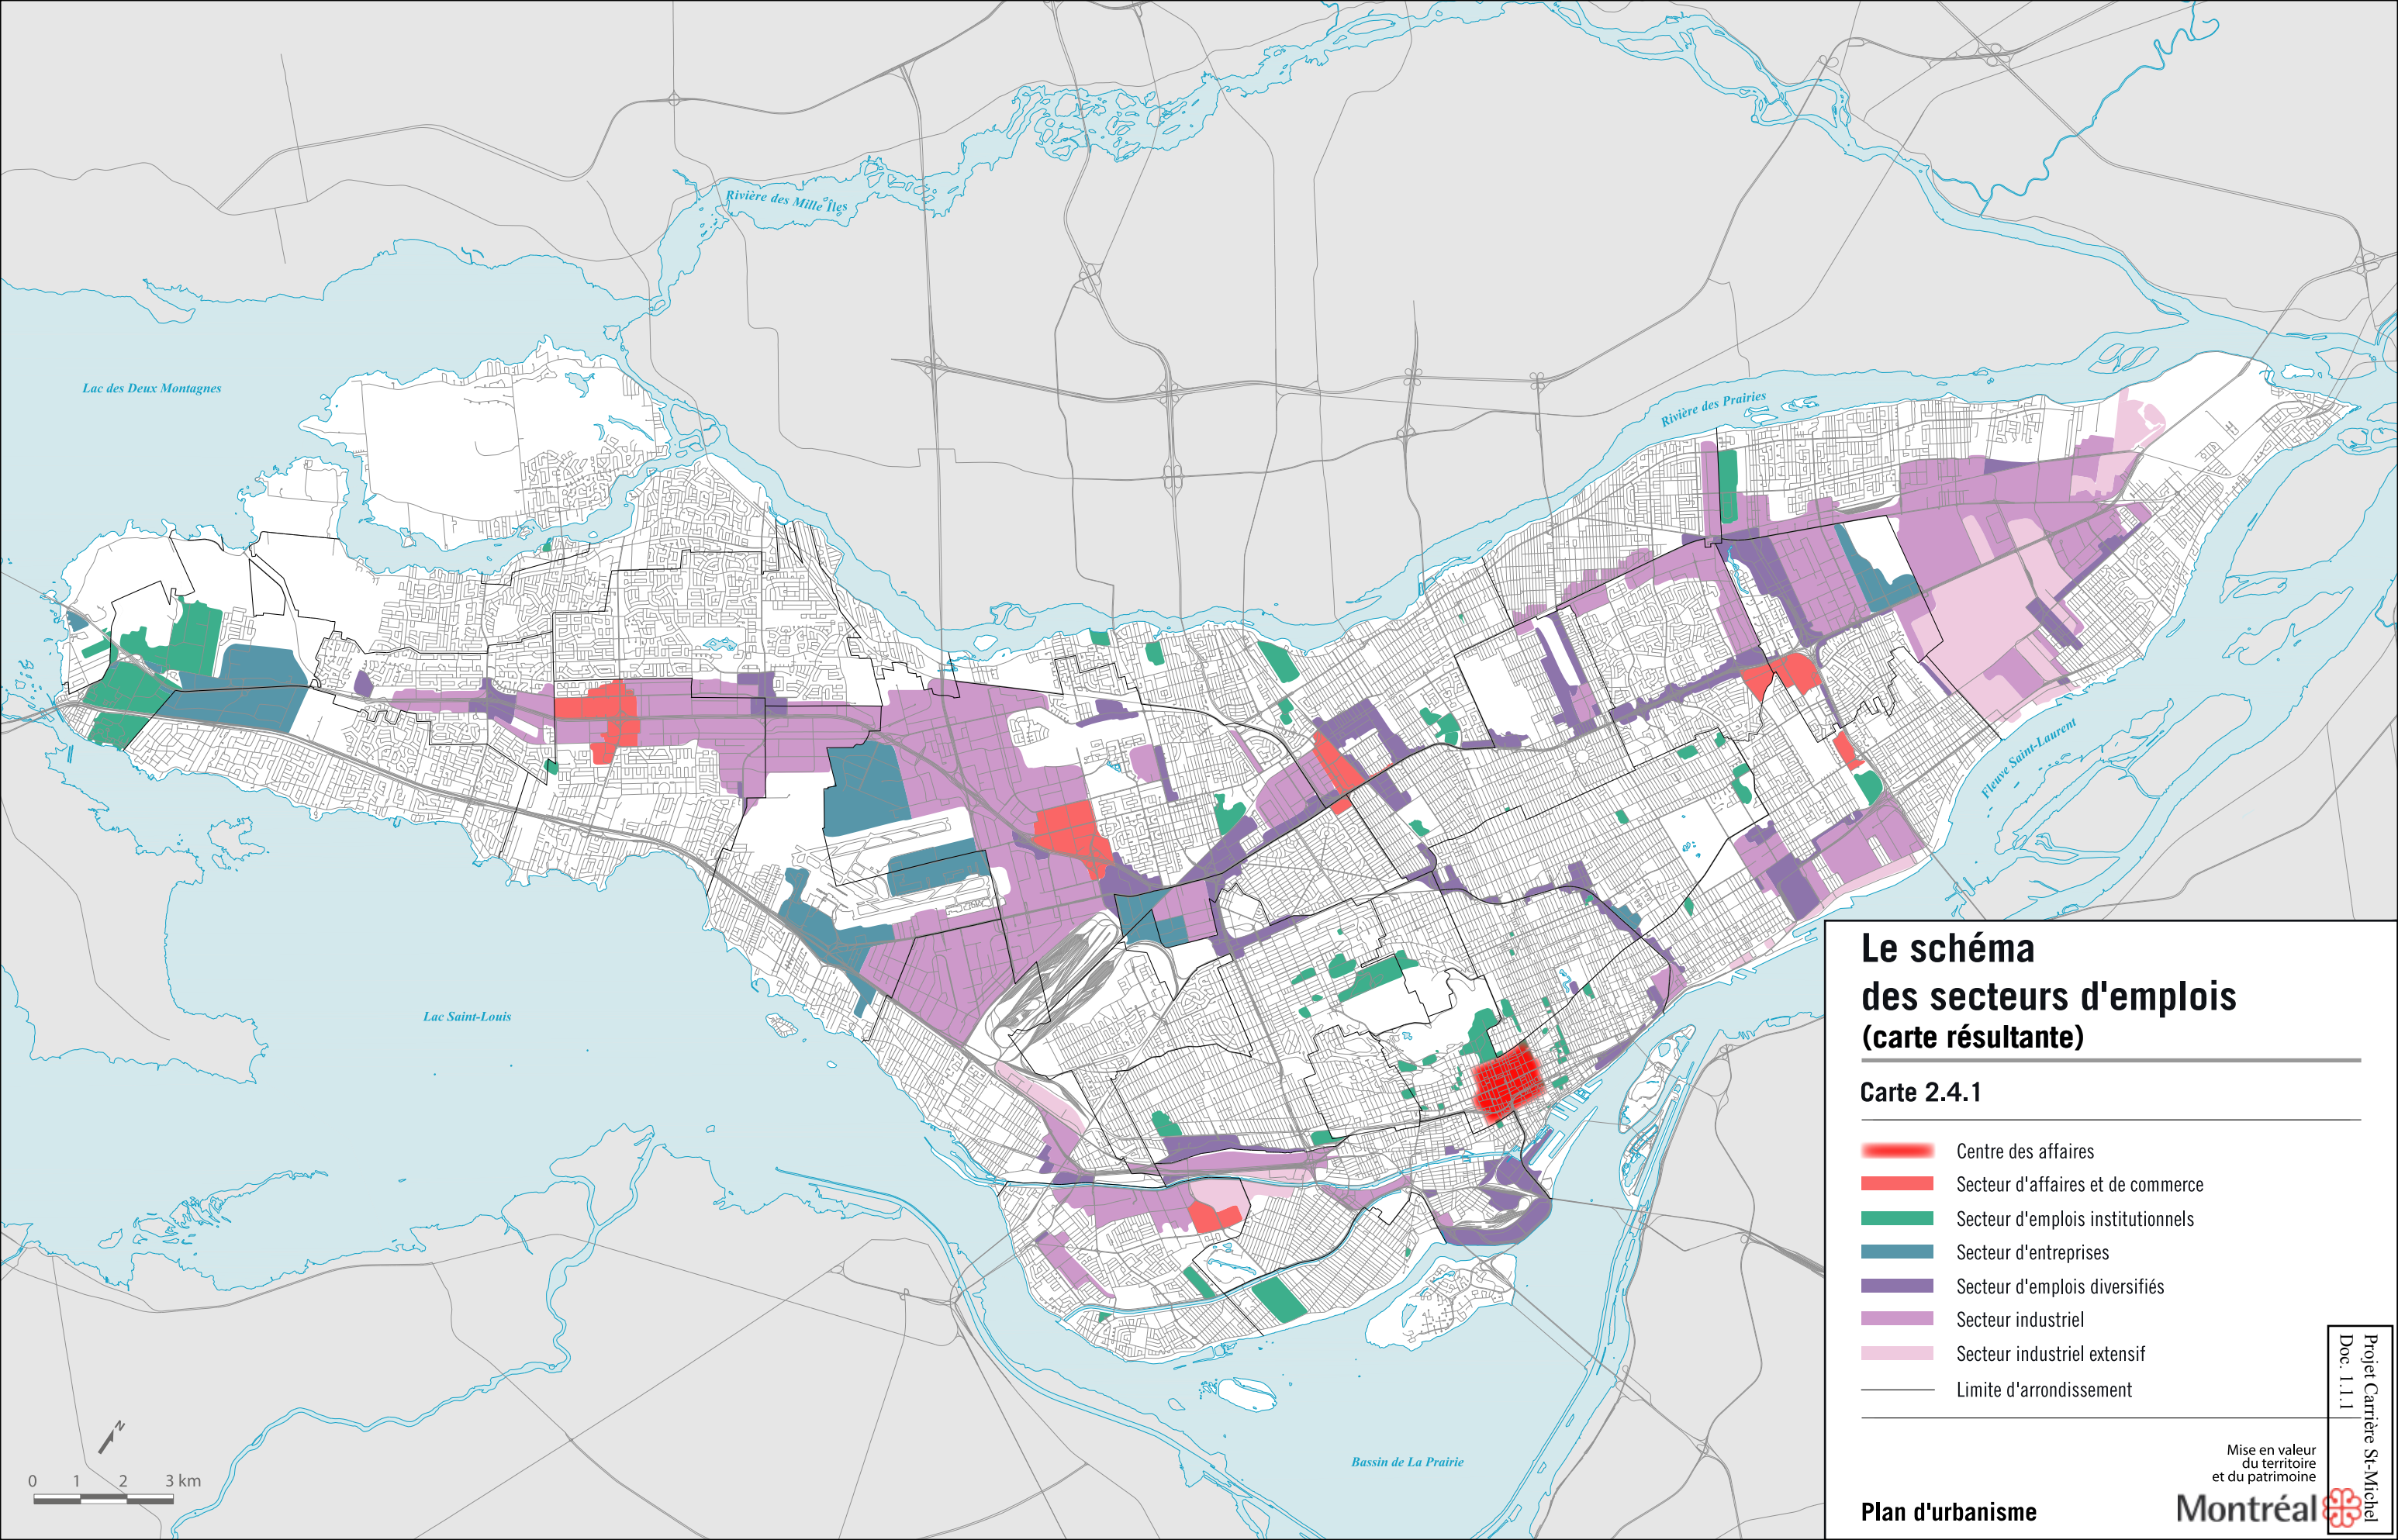 Rivière des Mille Îles
Lac des Deux Montagnes
Rivière des Prairies
Fleuve Saint-Laurent
Lac Saint-Louis
Bassin de La Prairie
N
0 1 2 3 km
Le schéma
des secteurs d'emplois
(carte résultante)
Carte 2.4.1
Centre des affaires
Secteur d'affaires et de commerce
Secteur d'emplois institutionnels
Secteur d'entreprises
Secteur d'emplois diversifiés
Secteur industriel
Secteur industriel extensif
Limite d'arrondissement
Mise en valeur
du territoire
et du patrimoine
Plan d'urbanisme
Montréal
Projet Carrière St-Michel
Doc. 1.1.1